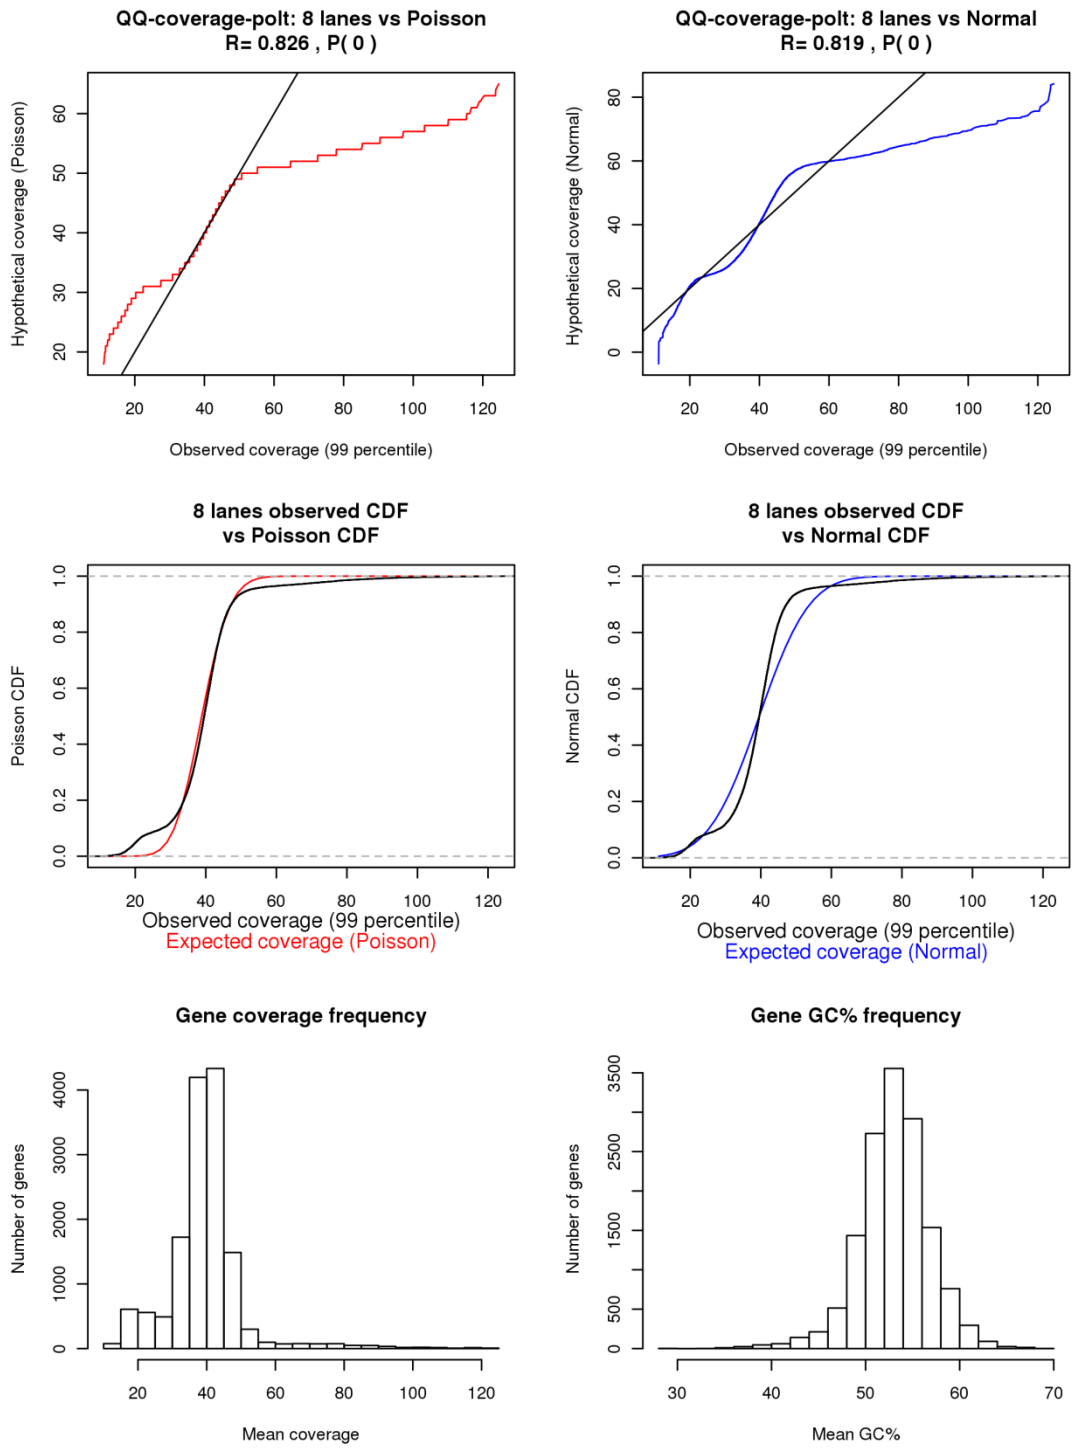 QQ-coverage-polt: 8 lanes vs Poisson
R= 0.826 , P( 0 )
Hypothetical coverage (Poisson)
60
50
40
30
20
20 40 60 80 100 120
Observed coverage (99 percentile)
QQ-coverage-polt: 8 lanes vs Normal
R= 0.819 , P( 0 )
Hypothetical coverage (Normal)
80
60
40
20
0
20 40 60 80 100 120
Observed coverage (99 percentile)
8 lanes observed CDF
vs Poisson CDF
Poisson CDF
1.0
0.8
0.6
0.4
0.2
0.0
20 40 60 80 100 120
Observed coverage (99 percentile)
Expected coverage (Poisson)
8 lanes observed CDF
vs Normal CDF
Normal CDF
1.0
0.8
0.6
0.4
0.2
0.0
20 40 60 80 100 120
Observed coverage (99 percentile)
Expected coverage (Normal)
Gene coverage frequency
Number of genes
4000
3000
2000
1000
0
20 40 60 80 100 120
Mean coverage
Gene GC% frequency
Number of genes
3500
2500
1500
500
0
30 40 50 60 70
Mean GC%